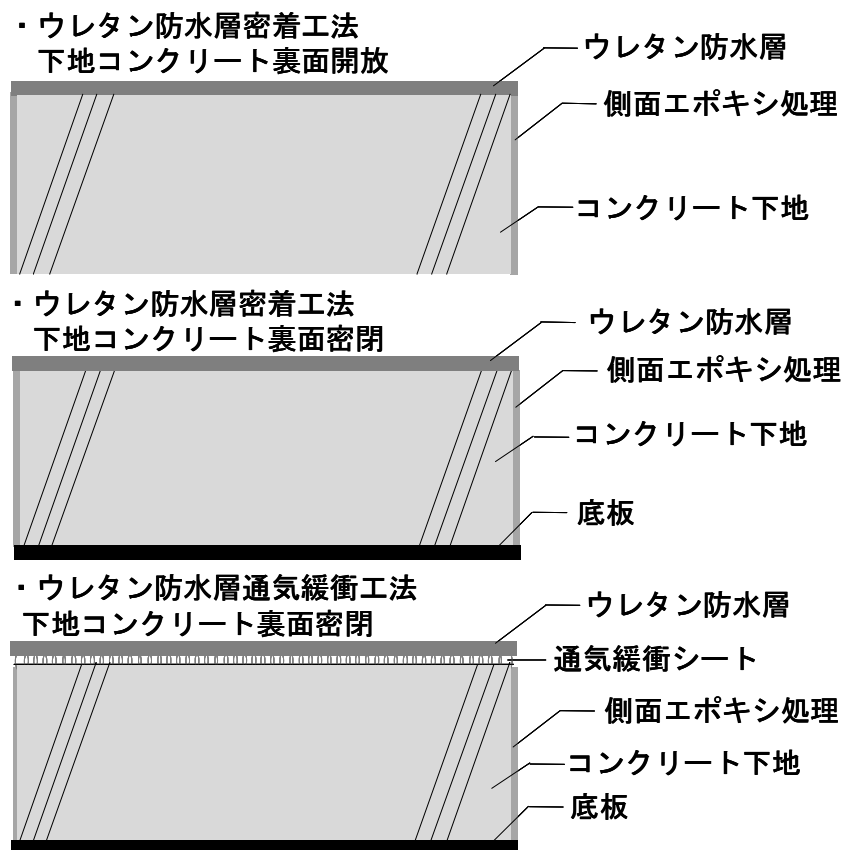 ・ウレタン防水層密着工法
下地コンクリート裏面開放
ウレタン防水層
側面エポキシ処理
コンクリート下地
・ウレタン防水層密着工法
下地コンクリート裏面密閉
ウレタン防水層
側面エポキシ処理
コンクリート下地
底板
・ウレタン防水層通気緩衝工法
下地コンクリート裏面密閉
ウレタン防水層
通気緩衝シート
側面エポキシ処理
コンクリート下地
底板